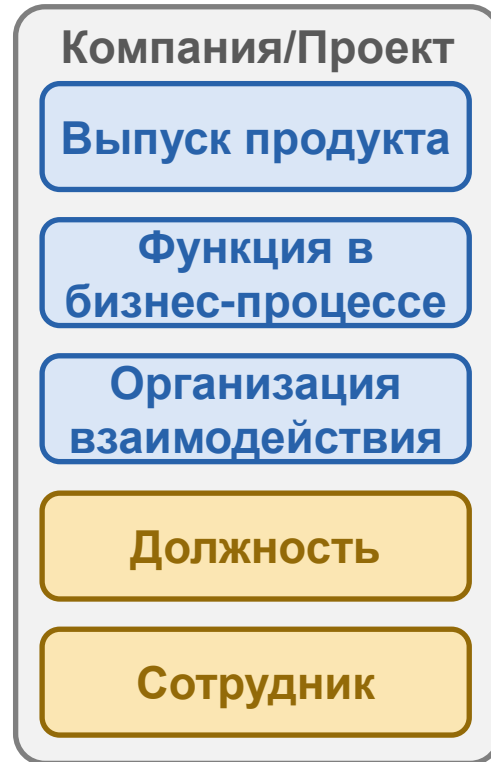 Компания/Проект
Выпуск продукта
Функция в
бизнес-процессе
Организация
взаимодействия
Должность
Сотрудник